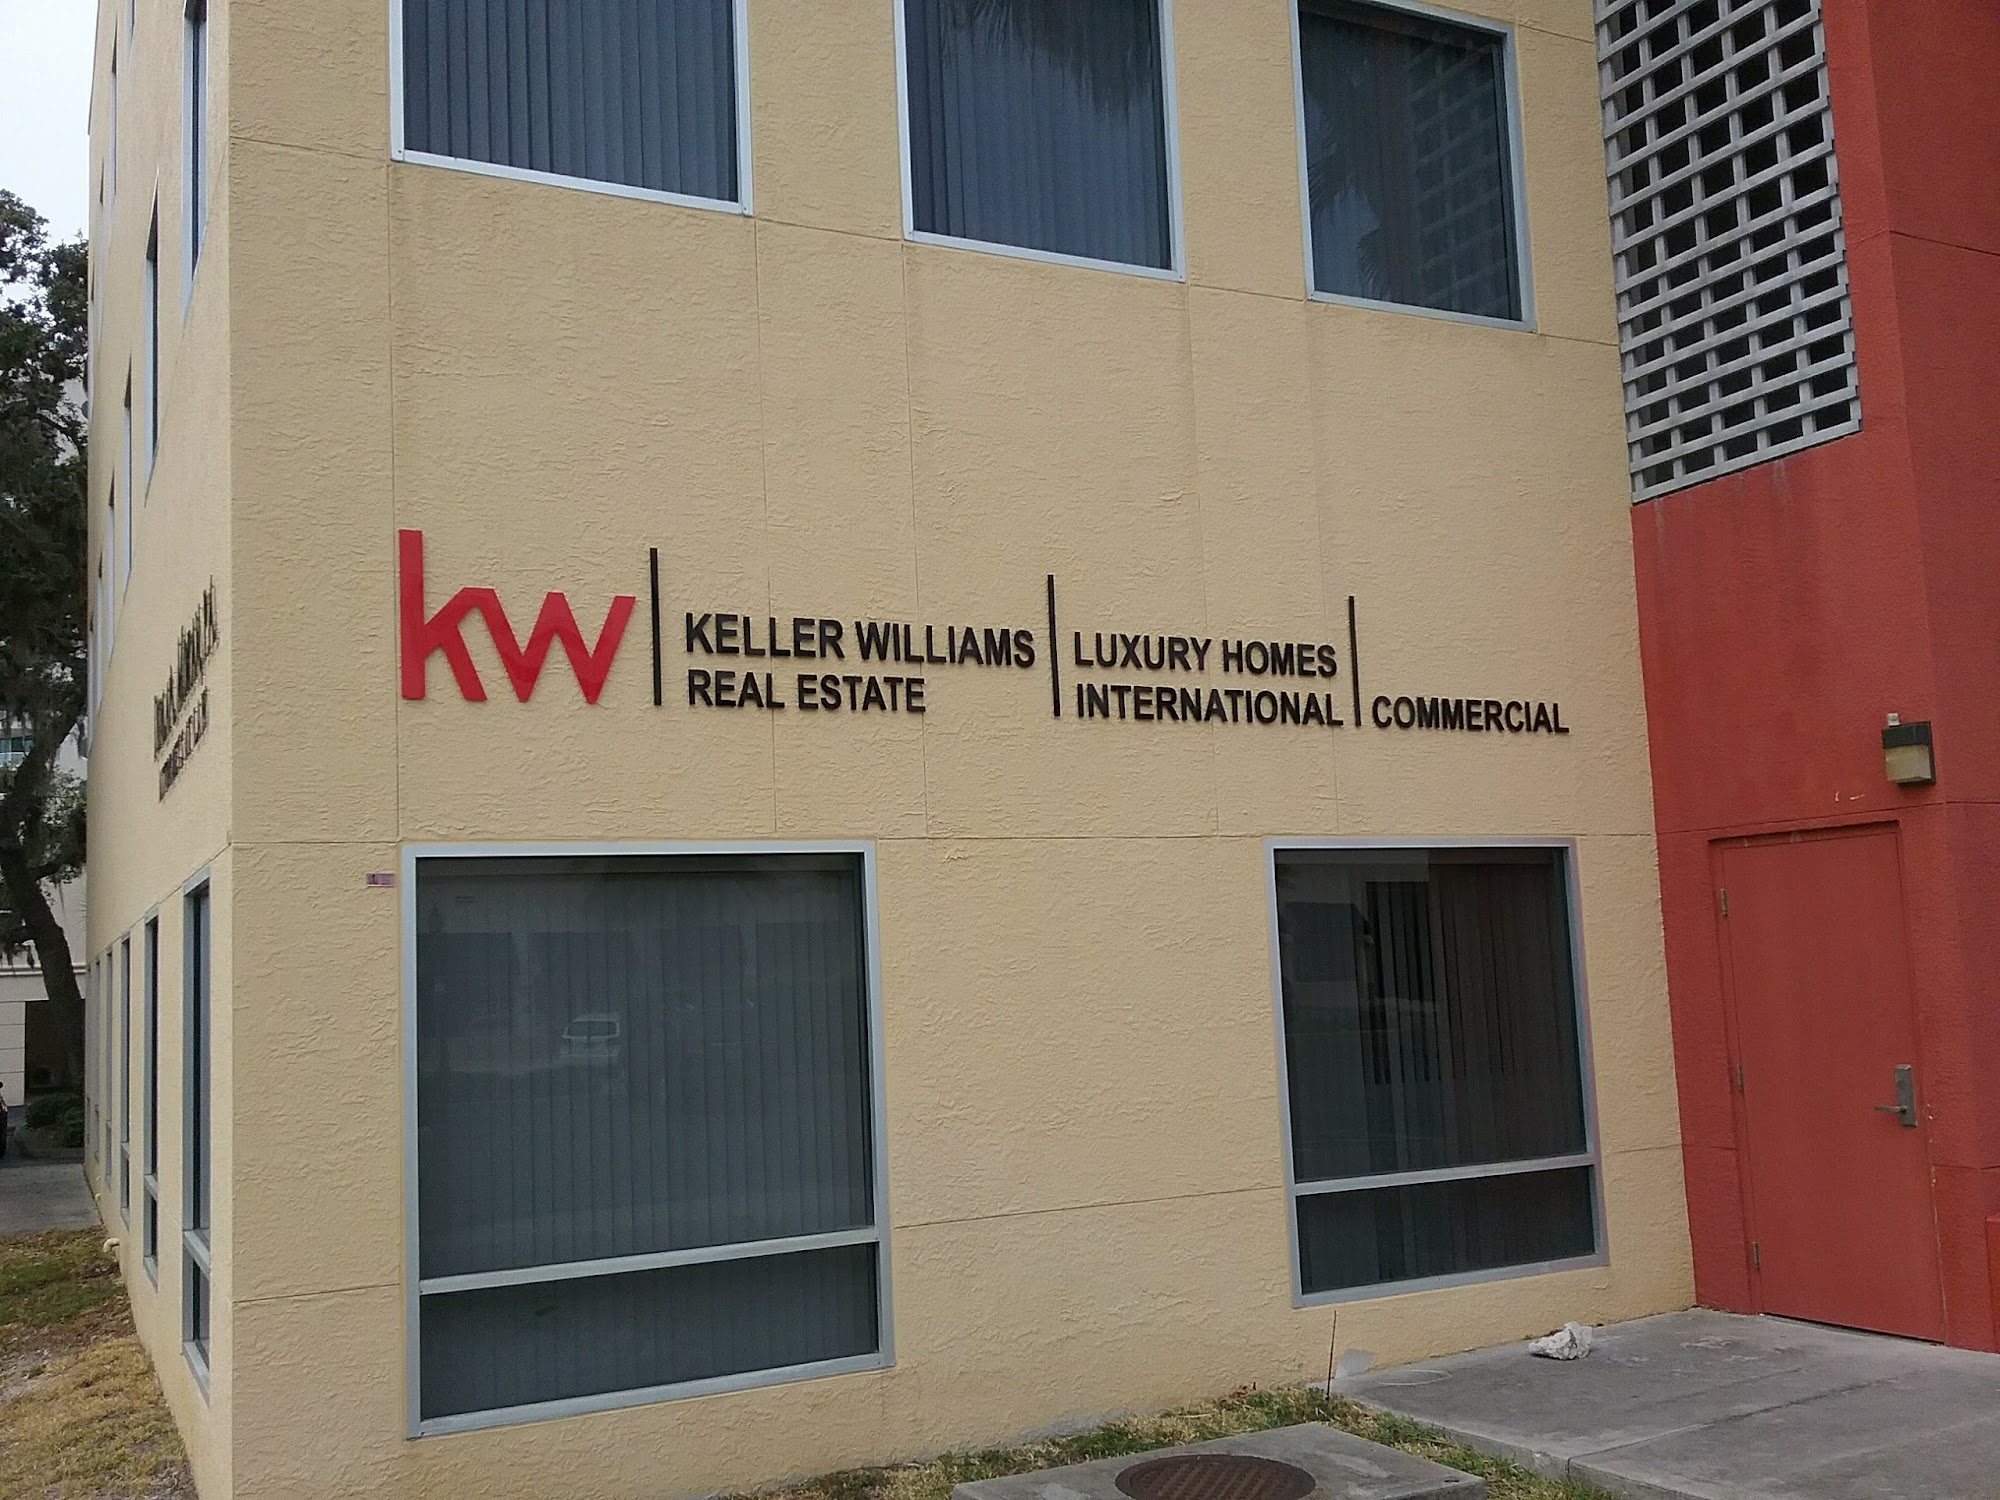 kw
KELLER WILLIAMS
REAL ESTATE
LUXURY HOMES
INTERNATIONAL
COMMERCIAL